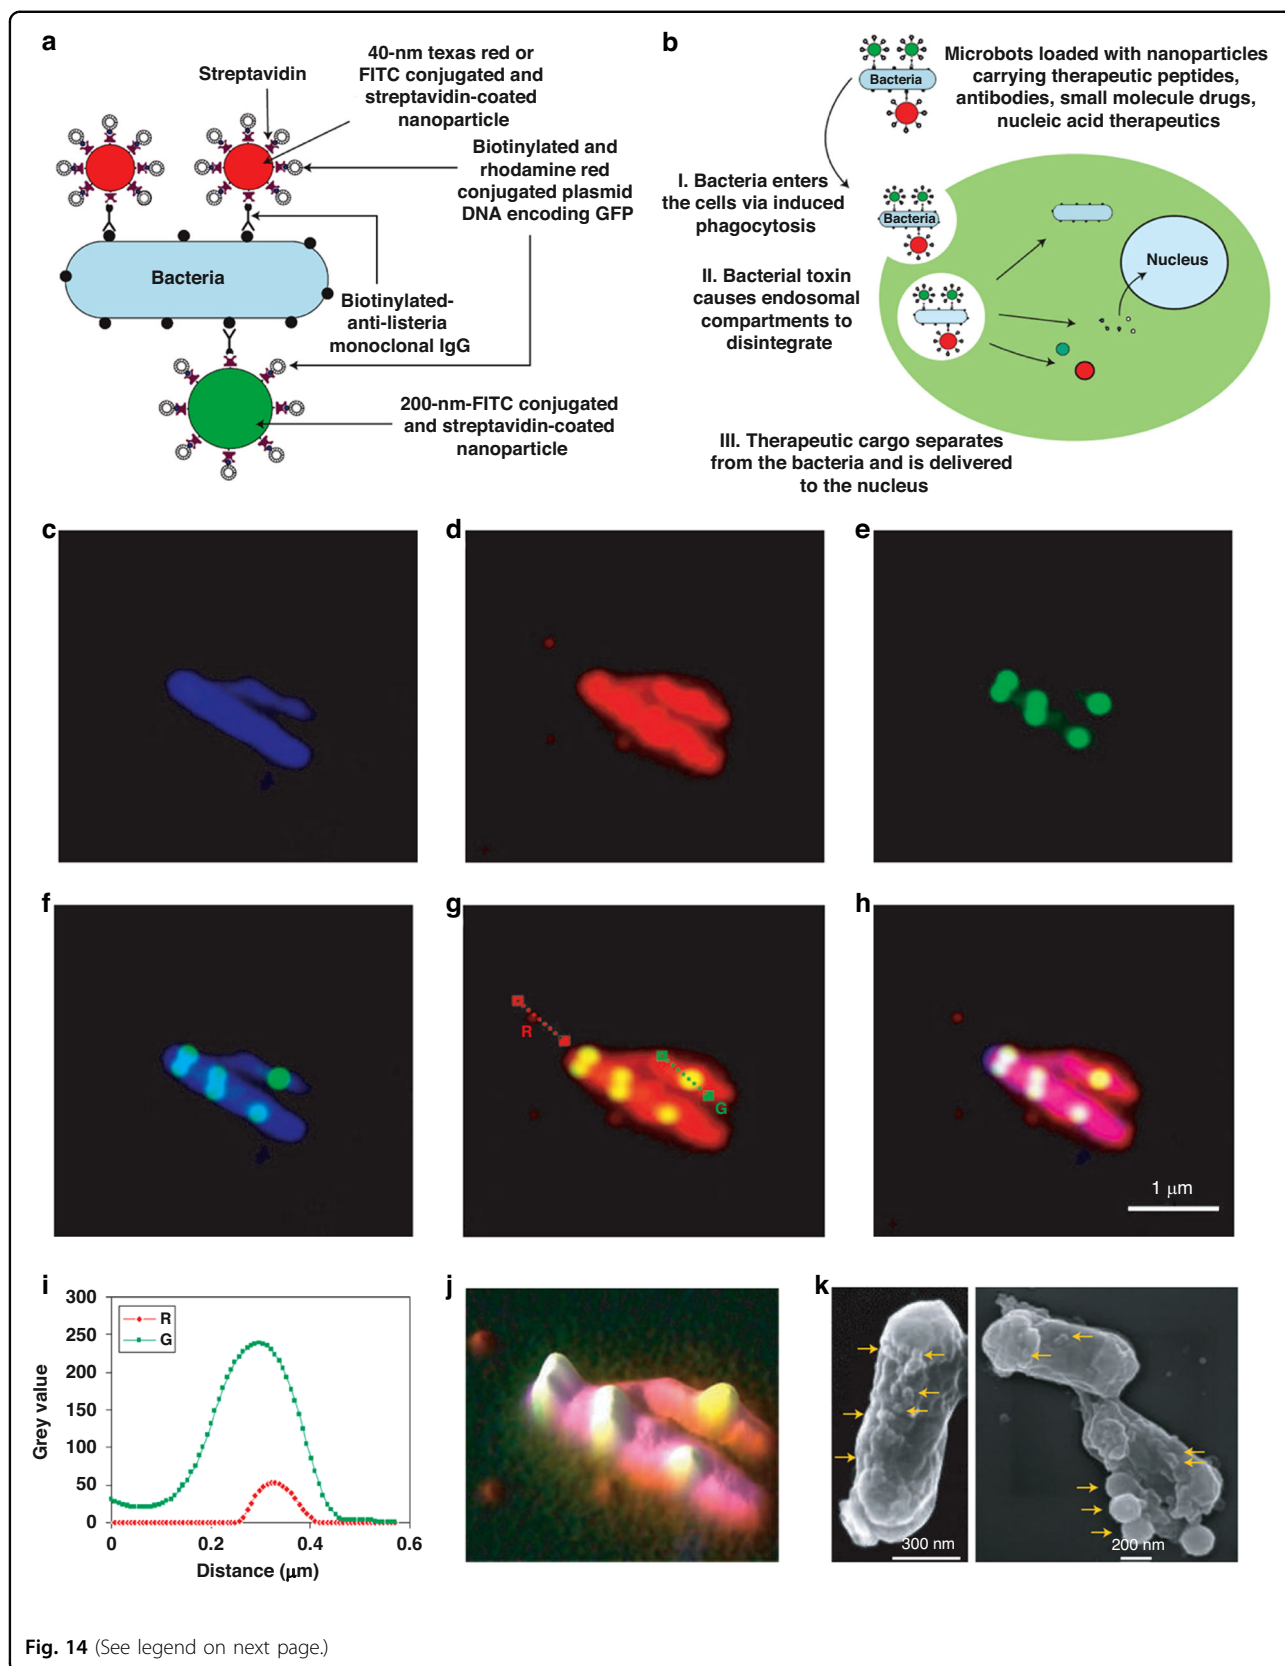 a
Streptavidin
40-nm texas red or
FITC conjugated and
streptavidin-coated
nanoparticle
Biotinylated and
rhodamine red
conjugated plasmid
DNA encoding GFP
Bacteria
Biotinylated-
anti-listeria
monoclonal IgG
200-nm-FITC conjugated
and streptavidin-coated
nanoparticle
b
Bacteria
Microbots loaded with nanoparticles
carrying therapeutic peptides,
antibodies, small molecule drugs,
nucleic acid therapeutics
I. Bacteria enters
the cells via induced
phagocytosis
Bacteria
Nucleus
II. Bacterial toxin
causes endosomal
compartments to
disintegrate
III. Therapeutic cargo separates
from the bacteria and is delivered
to the nucleus
c
d
e
f
g
R
G
h
1 μm
i
300
250
200
150
100
50
0
R
G
Grey value
0
0.2
0.4
0.6
Distance (μm)
j
k
300 nm
200 nm
Fig. 14 (See legend on next page.)